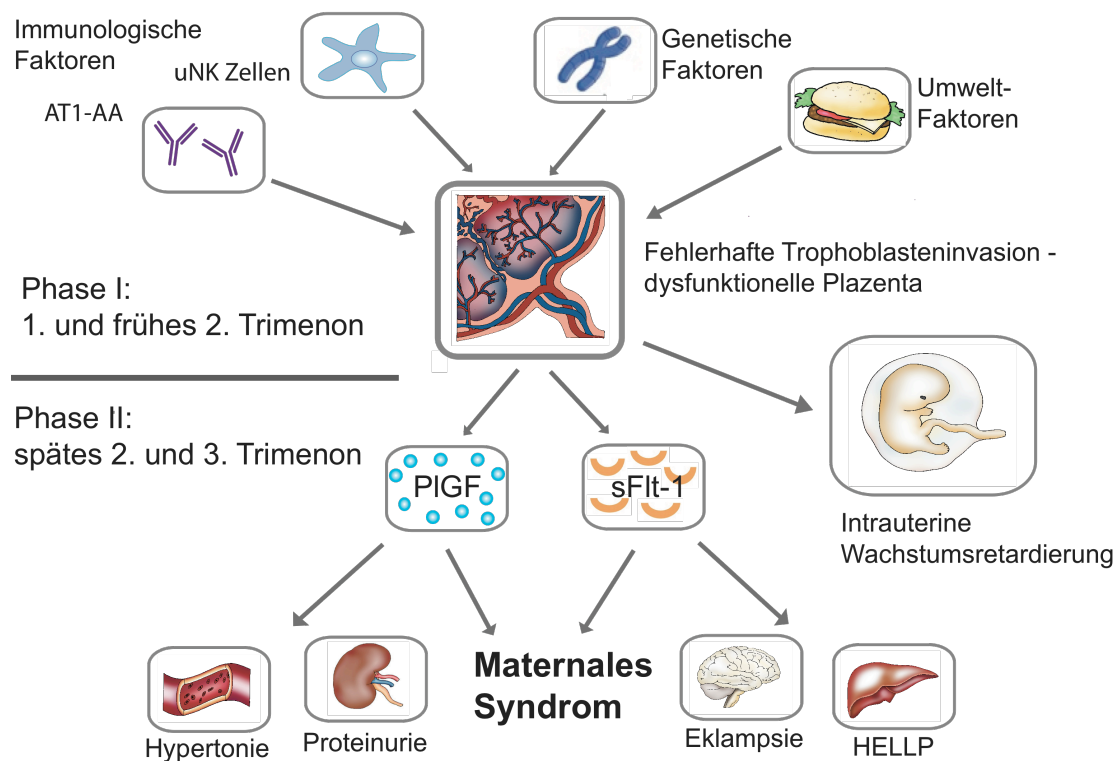 Immunologische
Faktoren
uNK Zellen
AT1-AA
Genetische
Faktoren
Umwelt-
Faktoren
Fehlerhafte Trophoblasteninvasion -
dysfunktionelle Plazenta
Phase I:
1. und frühes 2. Trimenon
Phase II:
spätes 2. und 3. Trimenon
PlGF
sFlt-1
Intrauterine
Wachstumsretardierung
Maternales
Syndrom
Hypertonie
Proteinurie
Eklampsie
HELLP